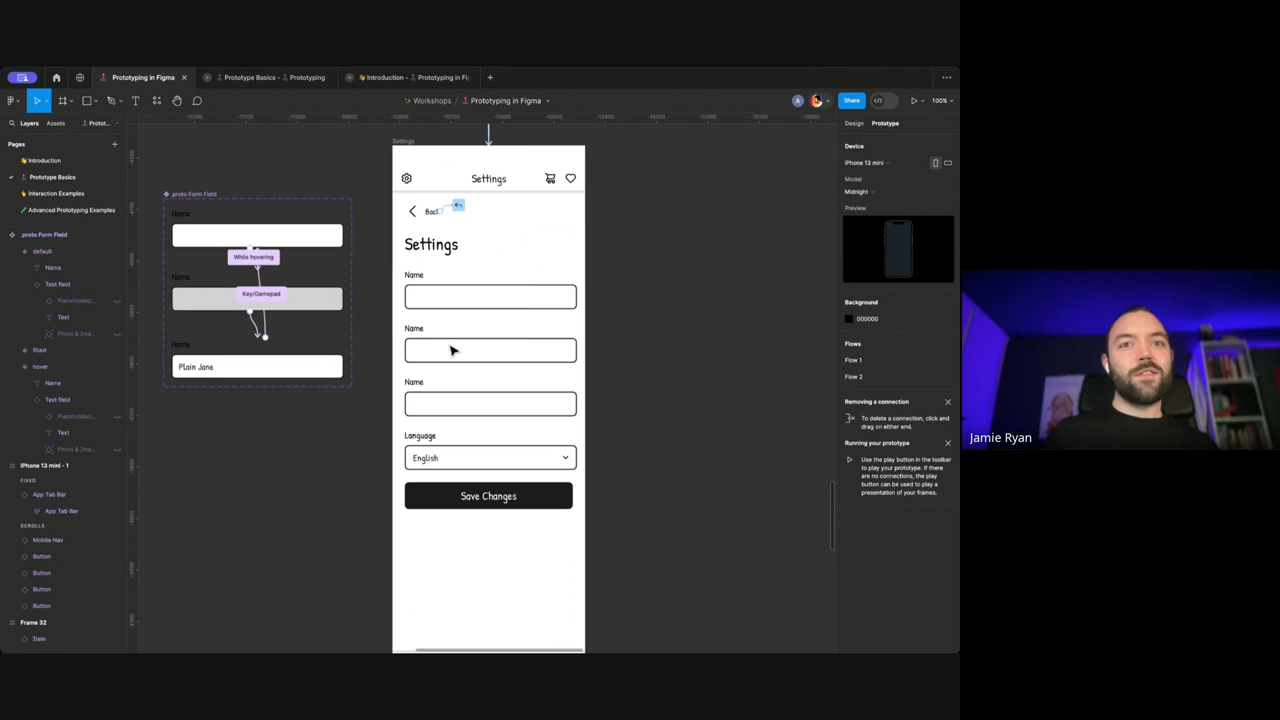 Prototyping in Figma
Prototype Basics - Prototyping
Introduction - Prototyping in Fi
Workshops / Prototyping in Figma
A
Share
100%
Layers
Assets
Protot...
Pages
Introduction
Prototype Basics
Interaction Examples
Advanced Prototyping Examples
.proto Form Field
default
Name
Text field
Placeholder/...
Text
Photo & Ima...
filled
hover
Name
Text field
Placeholder/...
Text
Photo & Ima...
iPhone 13 mini - 1
FIXED
App Tab Bar
App Tab Bar
SCROLLS
Mobile Nav
Button
Button
Button
Button
Frame 32
Item
.proto Form Field
Name
While hovering
Name
Key/Gamepad
Name
Plain Jane
Settings
Settings
Back
Settings
Name
Name
Name
Language
English
Save Changes
Design
Prototype
Device
iPhone 13 mini
Model
Midnight
Preview
Background
000000
Flows
Flow 1
Flow 2
Removing a connection
To delete a connection, click and
drag on either end.
Running your prototype
Use the play button in the toolbar
to play your prototype. If there
are no connections, the play
button can be used to play a
presentation of your frames.
Jamie Ryan